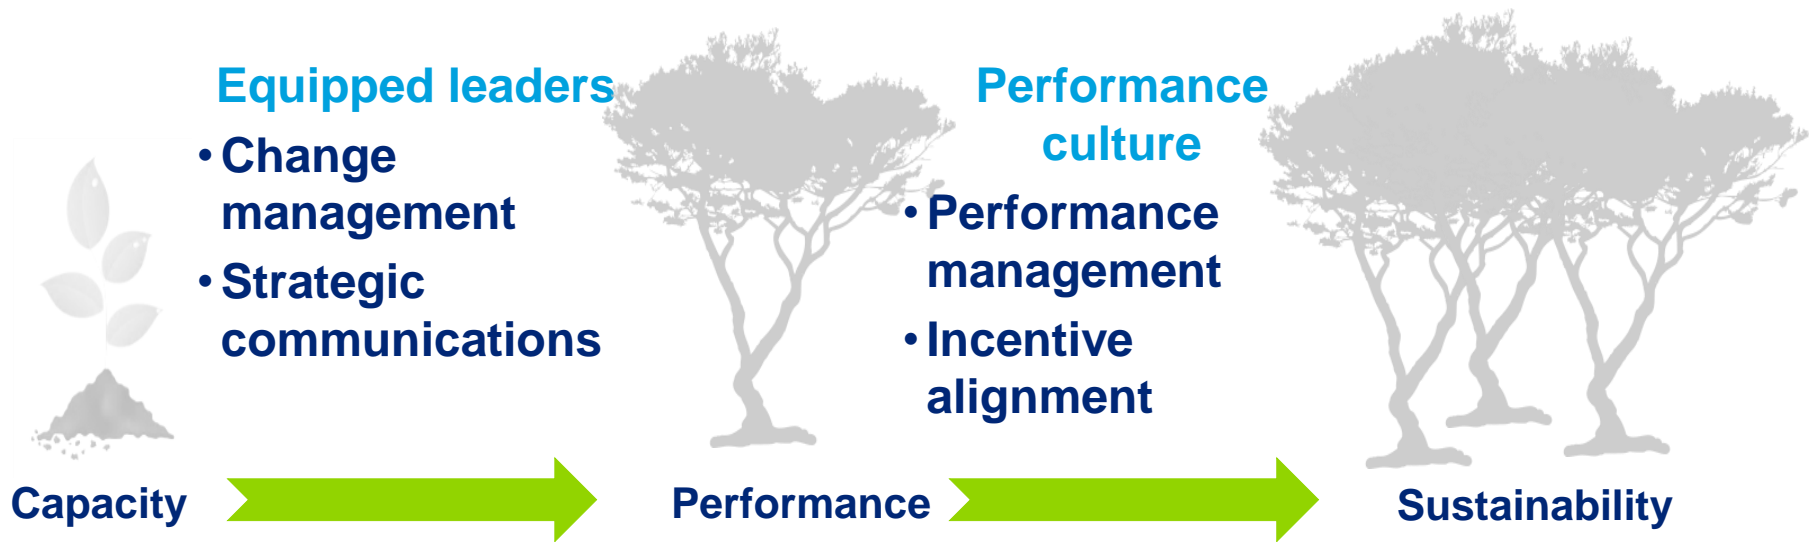 Equipped leaders
• Change
management
• Strategic
communications
Performance
culture
• Performance
management
• Incentive
alignment
Capacity
Performance
Sustainability